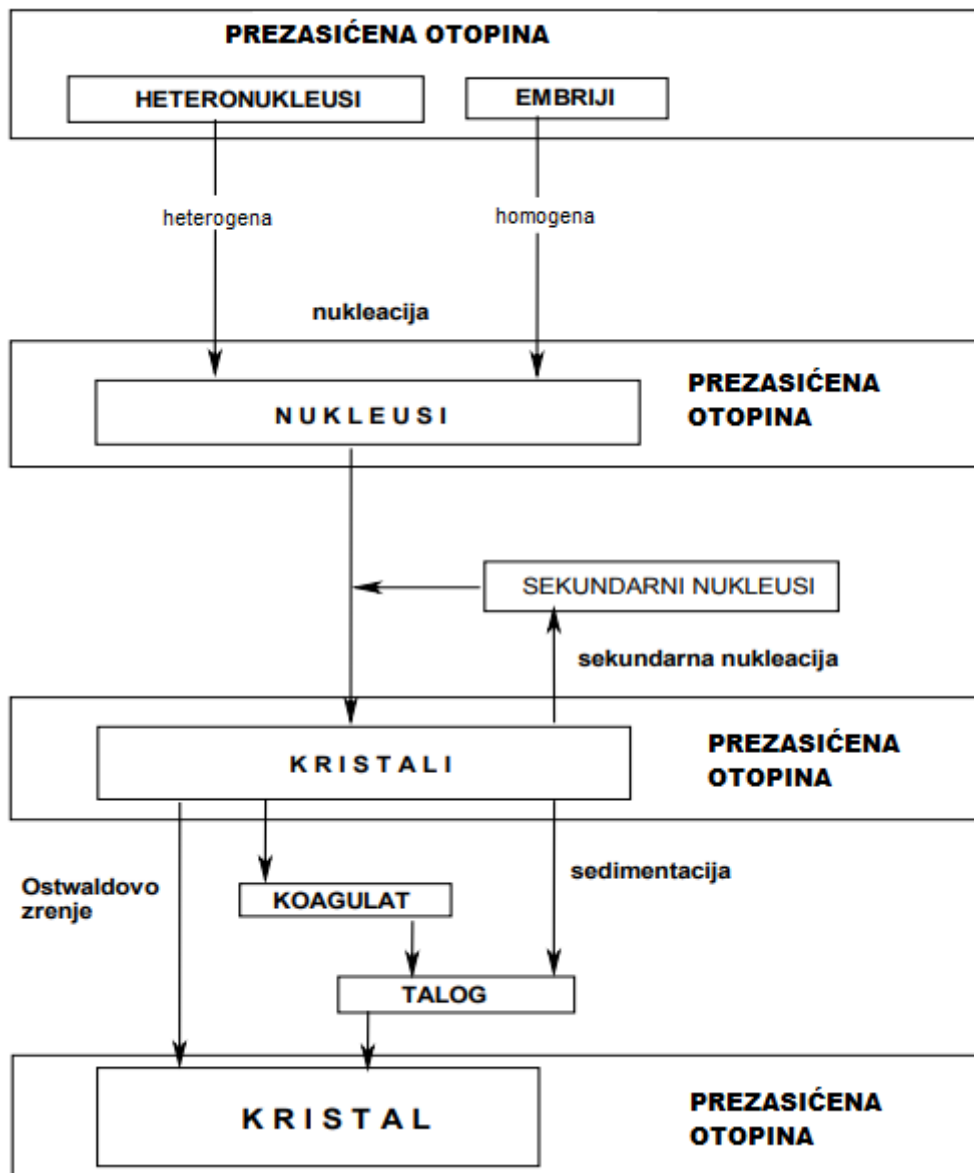 PREZASIĆENA OTOPINA
HETERONUKLEUSI
EMBRIJI
heterogena
homogena
nukleacija
NUKLEUSI
PREZASIĆENA
OTOPINA
SEKUNDARNI NUKLEUSI
sekundarna nukleacija
KRISTALI
PREZASIĆENA
OTOPINA
Ostwaldovo
zrenje
KOAGULAT
sedimentacija
TALOG
KRISTAL
PREZASIĆENA
OTOPINA